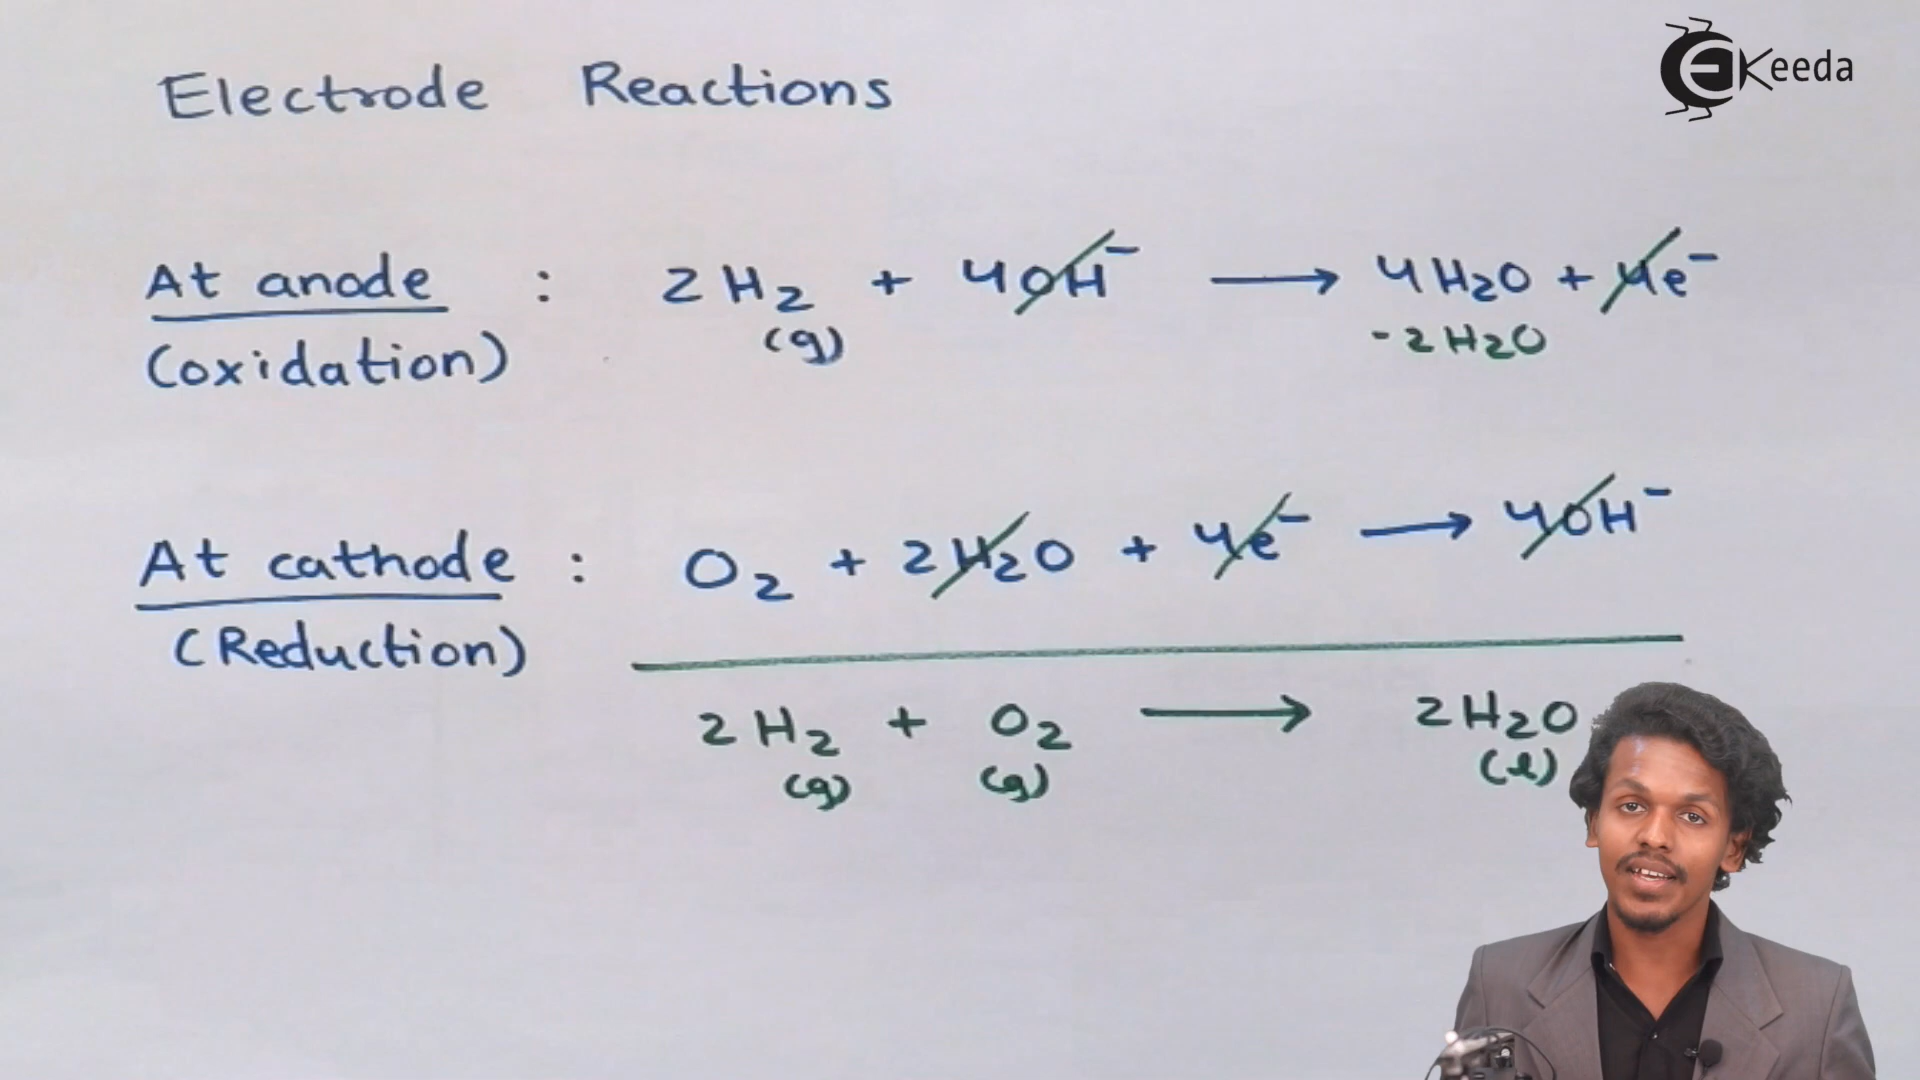 Electrode Reactions
EKeeda
At anode : 2H₂ + 4OH⁻ → 4H₂O + 4e⁻
(g) -2H₂O
(oxidation)
At cathode : O₂ + 2H₂O + 4e⁻ → 4OH⁻
(Reduction)
2H₂ + O₂ → 2H₂O
(g) (g) (l)